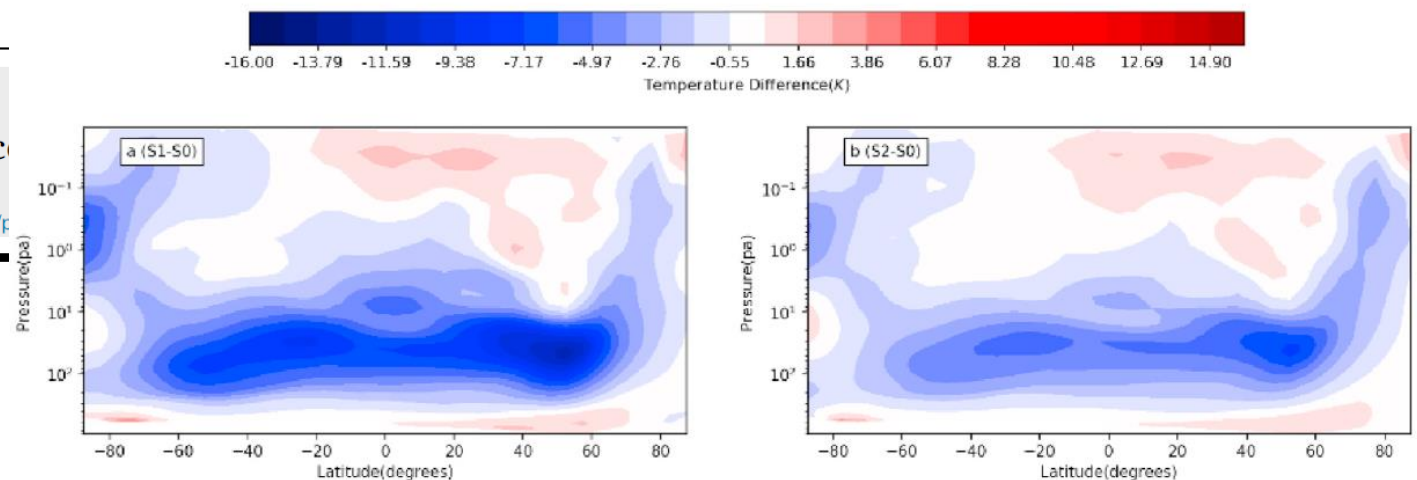 -16.00 -13.79 -11.59 -9.38 -7.17 -4.97 -2.76 -0.55 1.66 3.86 6.07 8.28 10.48 12.69 14.90
Temperature Difference(K)
a (S1-S0)
10⁻¹
10⁰
10¹
10²
Pressure(pa)
−80 −60 −40 −20 0 20 40 60 80
Latitude(degrees)
b (S2-S0)
10⁻¹
10⁰
10¹
10²
Pressure(pa)
−80 −60 −40 −20 0 20 40 60 80
Latitude(degrees)